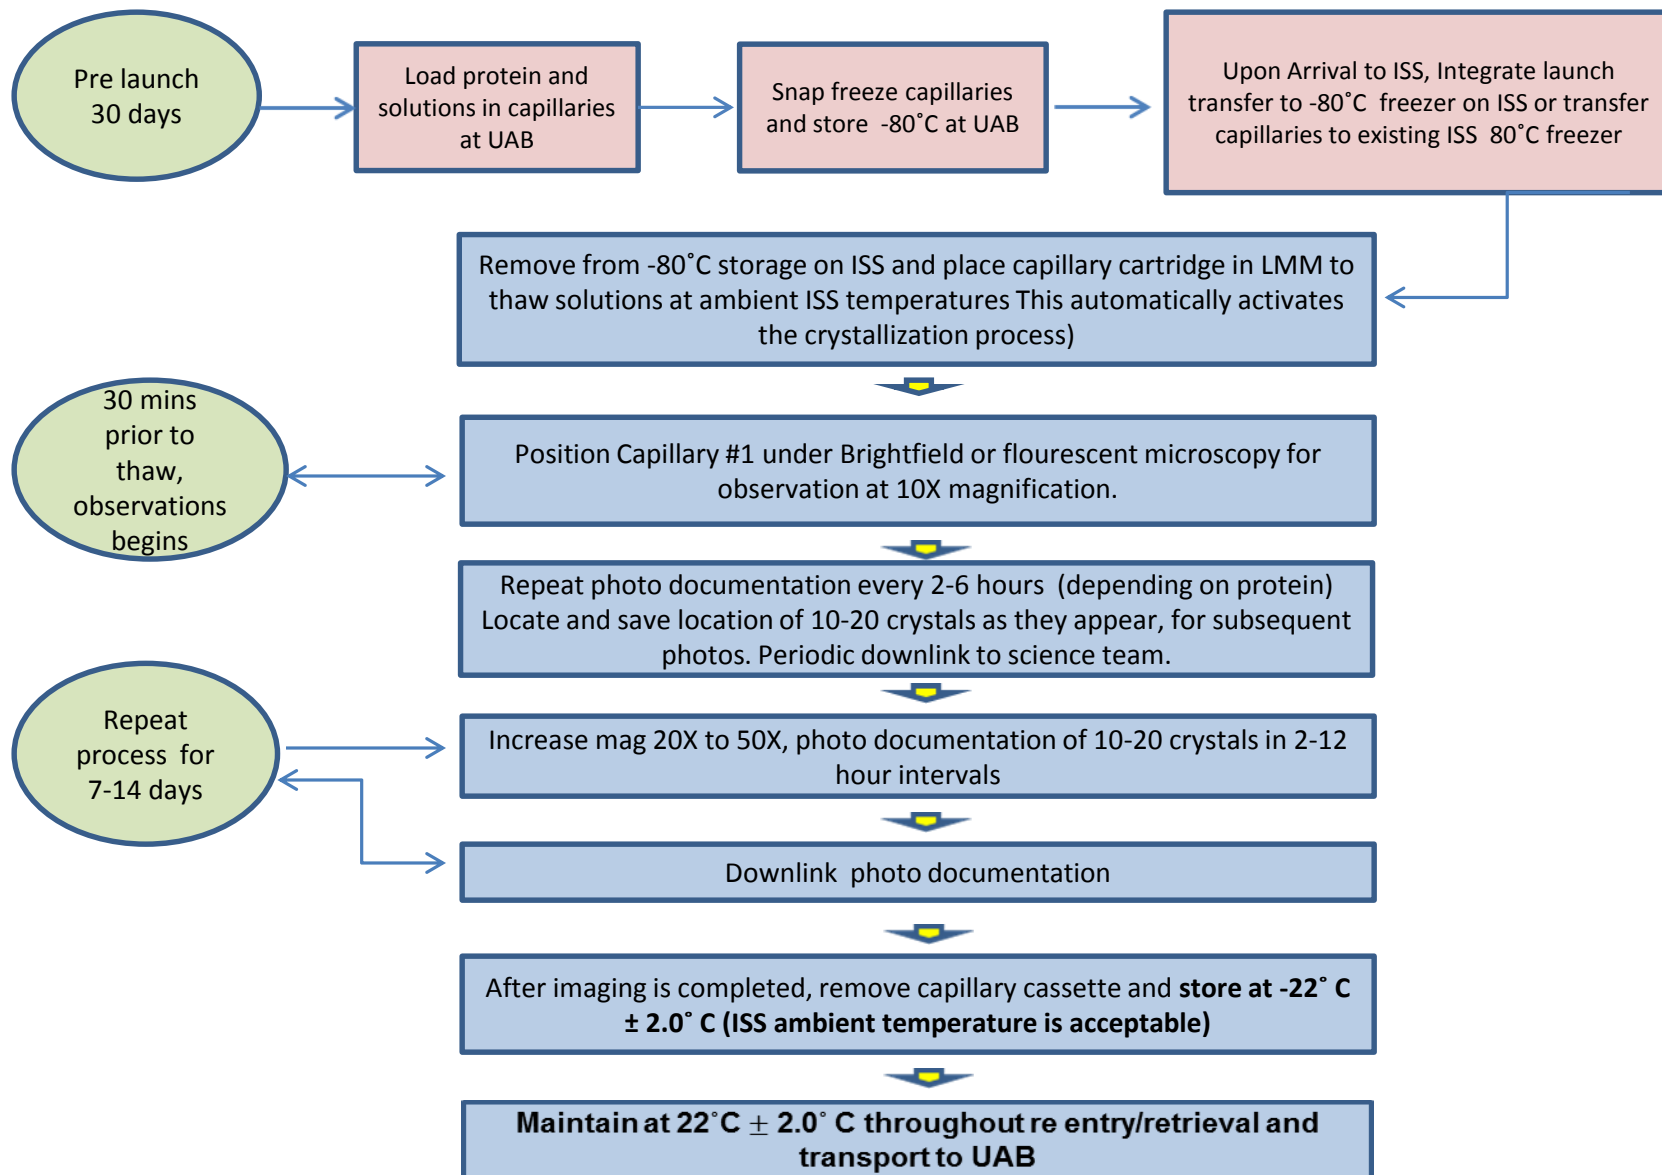 Pre launch
30 days
Load protein and
solutions in capillaries
at UAB
Snap freeze capillaries
and store  -80˚C at UAB
Upon Arrival to ISS, Integrate launch
transfer to -80˚C  freezer on ISS or transfer
capillaries to existing ISS  80˚C freezer
Remove from -80˚C storage on ISS and place capillary cartridge in LMM to
thaw solutions at ambient ISS temperatures This automatically activates
the crystallization process)
30 mins
prior to
thaw,
observations
begins
Position Capillary #1 under Brightfield or flourescent microscopy for
observation at 10X magnification.
Repeat photo documentation every 2-6 hours  (depending on protein)
Locate and save location of 10-20 crystals as they appear, for subsequent
photos. Periodic downlink to science team.
Repeat
process  for
7-14 days
Increase mag 20X to 50X, photo documentation of 10-20 crystals in 2-12
hour intervals
Downlink  photo documentation
After imaging is completed, remove capillary cassette and store at -22˚ C
± 2.0˚ C (ISS ambient temperature is acceptable)
Maintain at 22˚C ± 2.0˚ C throughout re entry/retrieval and
transport to UAB